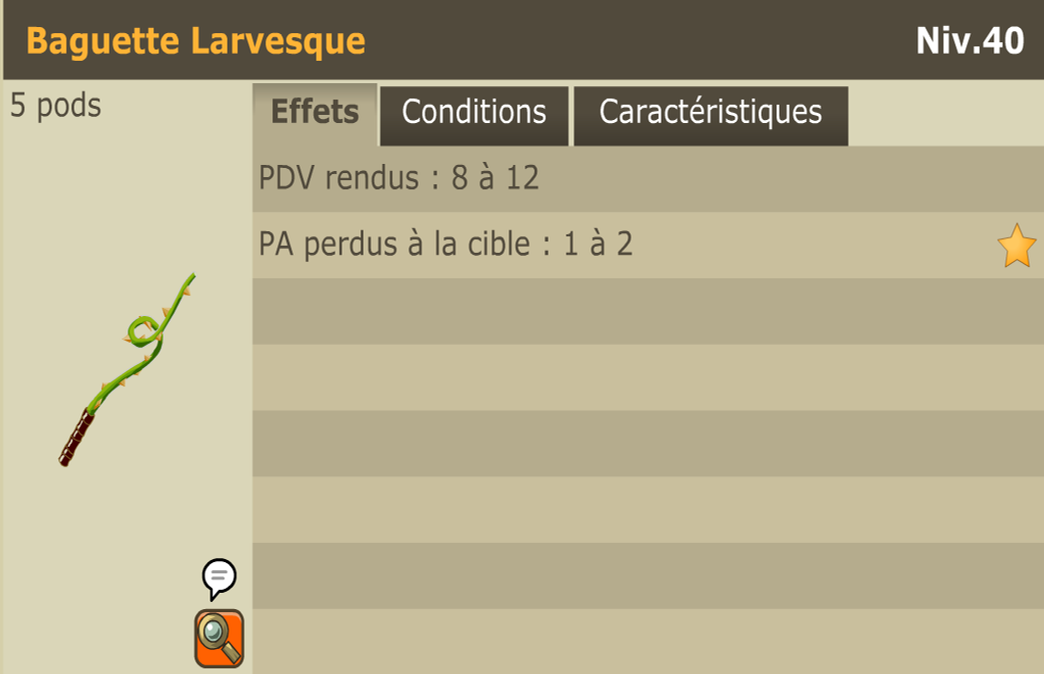 Baguette Larvesque
Niv.40
5 pods
Effets
Conditions
Caractéristiques
PDV rendus : 8 à 12
PA perdus à la cible : 1 à 2